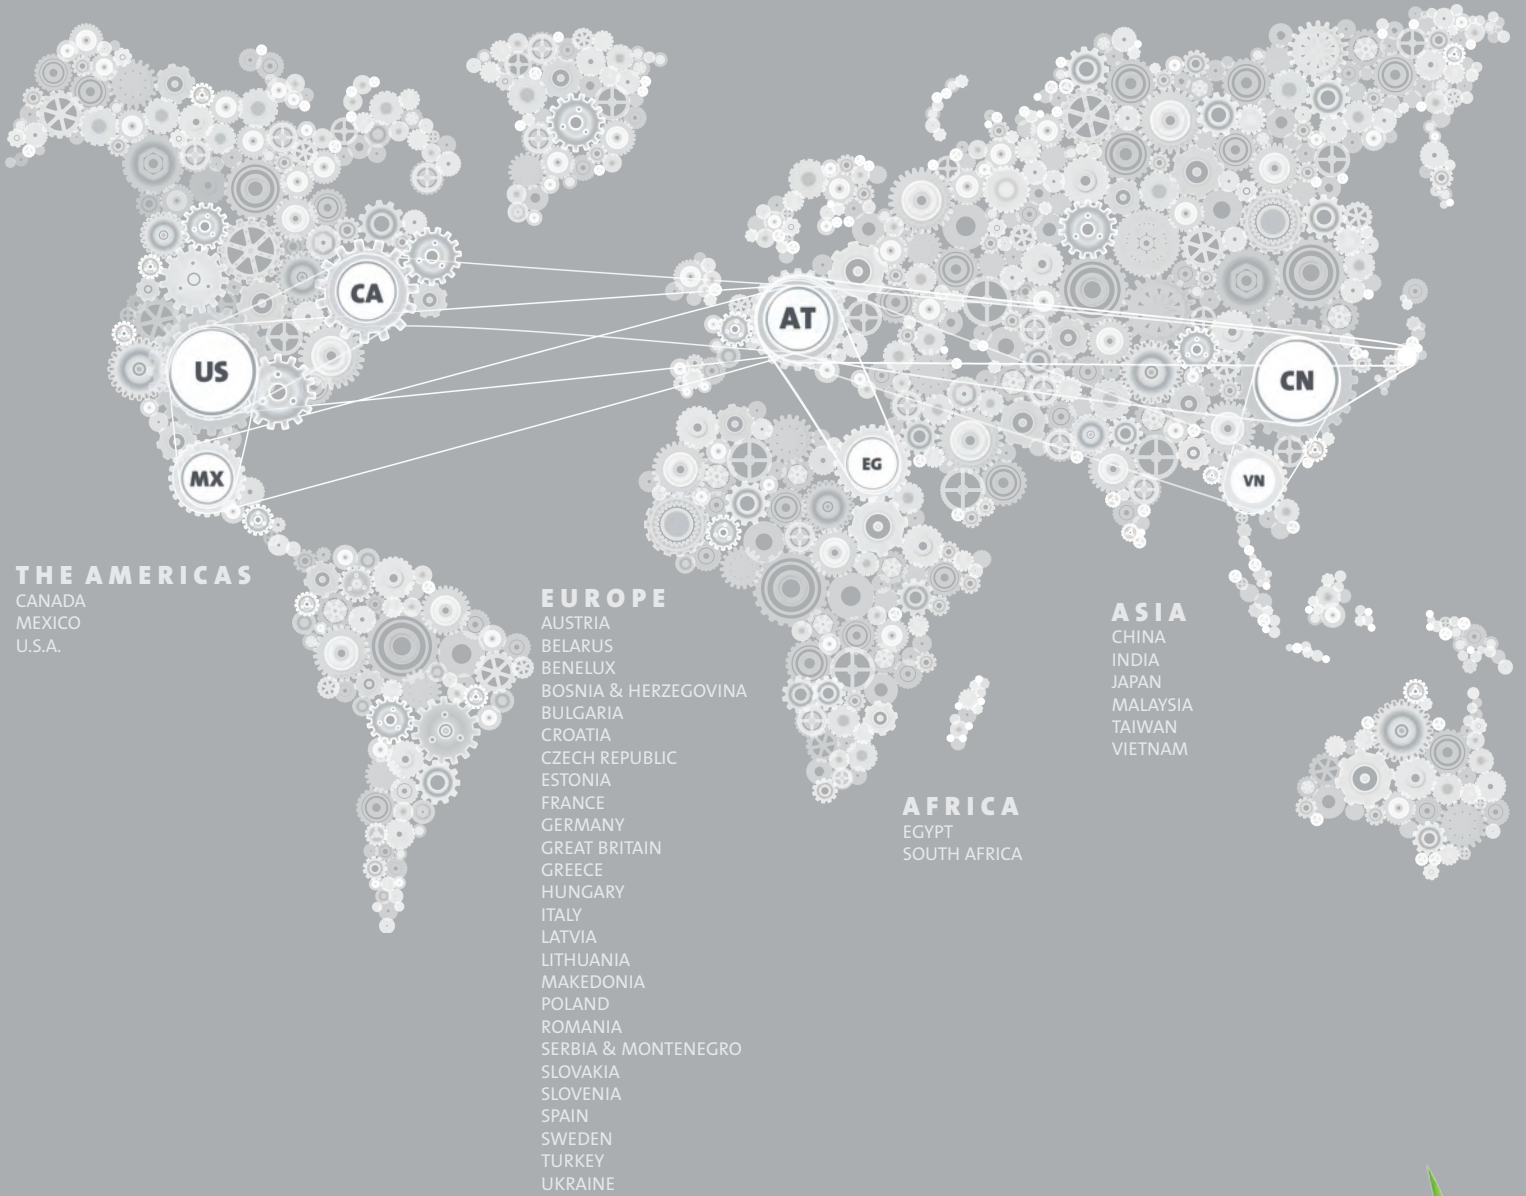 CA
AT
US
CN
MX
EG
VN
THE AMERICAS
CANADA
MEXICO
U.S.A.
EUROPE
AUSTRIA
BELARUS
BENELUX
BOSNIA & HERZEGOVINA
BULGARIA
CROATIA
CZECH REPUBLIC
ESTONIA
FRANCE
GERMANY
GREAT BRITAIN
GREECE
HUNGARY
ITALY
LATVIA
LITHUANIA
MAKEDONIA
POLAND
ROMANIA
SERBIA & MONTENEGRO
SLOVAKIA
SLOVENIA
SPAIN
SWEDEN
TURKEY
UKRAINE
AFRICA
EGYPT
SOUTH AFRICA
ASIA
CHINA
INDIA
JAPAN
MALAYSIA
TAIWAN
VIETNAM